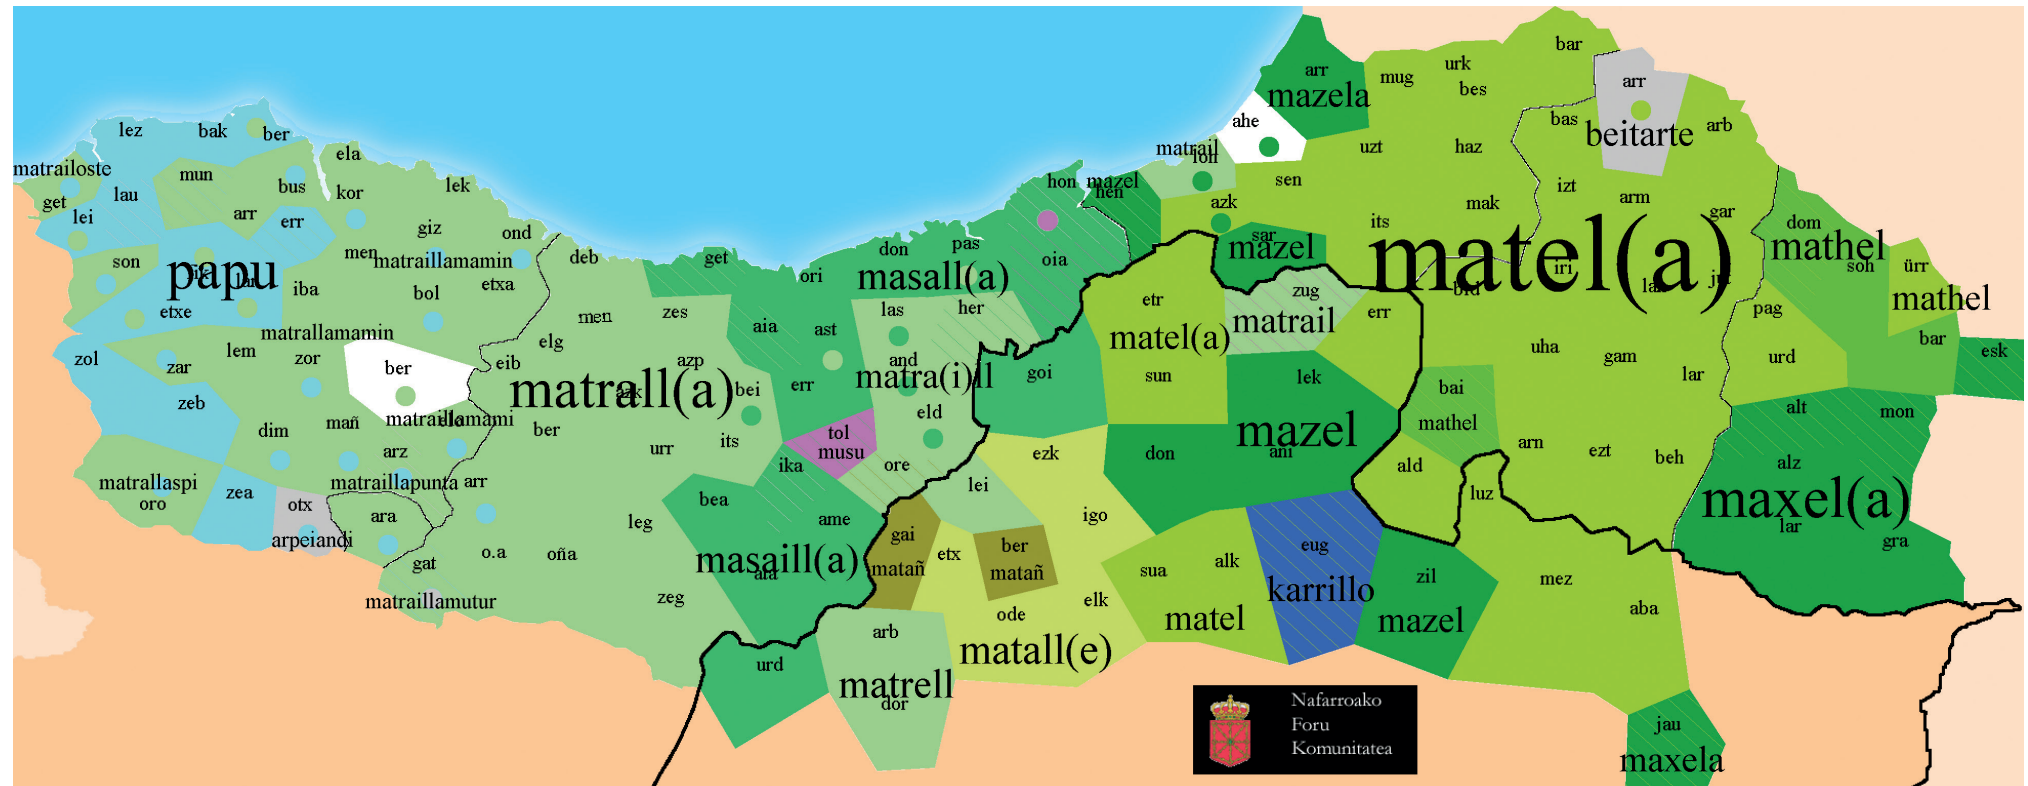 bar
urk
arr
mug
arr
bes
mazela
ahe
bas
arb
lez
bak
ber
beitarte
matrail
uzt
haz
ela
matrailoste
mun
hon
mazel
sen
izt
lau
bus
kor
lek
hen
arm
get
azk
mak
lei
arr
err
its
gar
dom
giz
ond
sar
mazel
matel(a)
mathel
son
men
matraillamamin
deb
get
don
pas
oia
papu
masall(a)
iri
soh
ürr
iba
bol
etxa
ori
etr
zug
mathel
etxe
men
zes
las
her
matrail
err
pag
matrallamamin
aia
ast
matel(a)
bar
zol
lem
zor
elg
uha
esk
zar
ber
eib
azp
and
goi
sun
lek
gam
urd
matrall(a)
bei
err
matra(i)ll
lar
bai
zeb
mathel
alt
mon
dim
mañ
matraillamami
ber
its
tol
musu
eld
mazel
arz
urr
ika
ore
ezk
don
ani
ald
arn
ezt
beh
alz
matrallaspi
oro
zea
matraillapunta
arr
bea
lei
luz
maxel(a)
otx
ara
leg
ame
igo
lar
arpeiandi
gat
o.a
oña
masaill(a)
gai
matañ
etx
ber
matañ
eug
gra
matraillamutur
zeg
sua
alk
karrillo
zil
mez
elk
aba
arb
ode
matel
mazel
urd
matall(e)
matrell
dor
Nafarroako
Foru
Komunitatea
jau
maxela